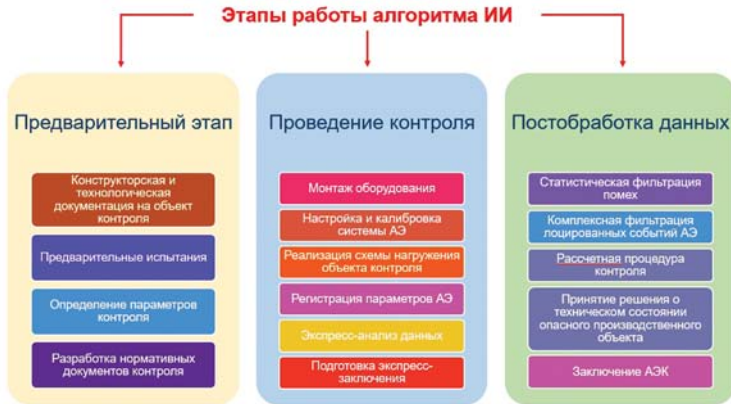 Этапы работы алгоритма ИИ
Предварительный этап
Конструкторская и
технологическая
документация на объект
контроля
Предварительные испытания
Определение параметров
контроля
Разработка нормативных
документов контроля
Проведение контроля
Монтаж оборудования
Настройка и калибровка
системы АЭ
Реализация схемы нагружения
объекта контроля
Регистрация параметров АЭ
Экспресс-анализ данных
Подготовка экспресс-
заключения
Постобработка данных
Статистическая фильтрация
помех
Комплексная фильтрация
лоцированных событий АЭ
Рассчетная процедура
контроля
Принятие решения о
техническом состоянии
опасного производственного
объекта
Заключение АЭК